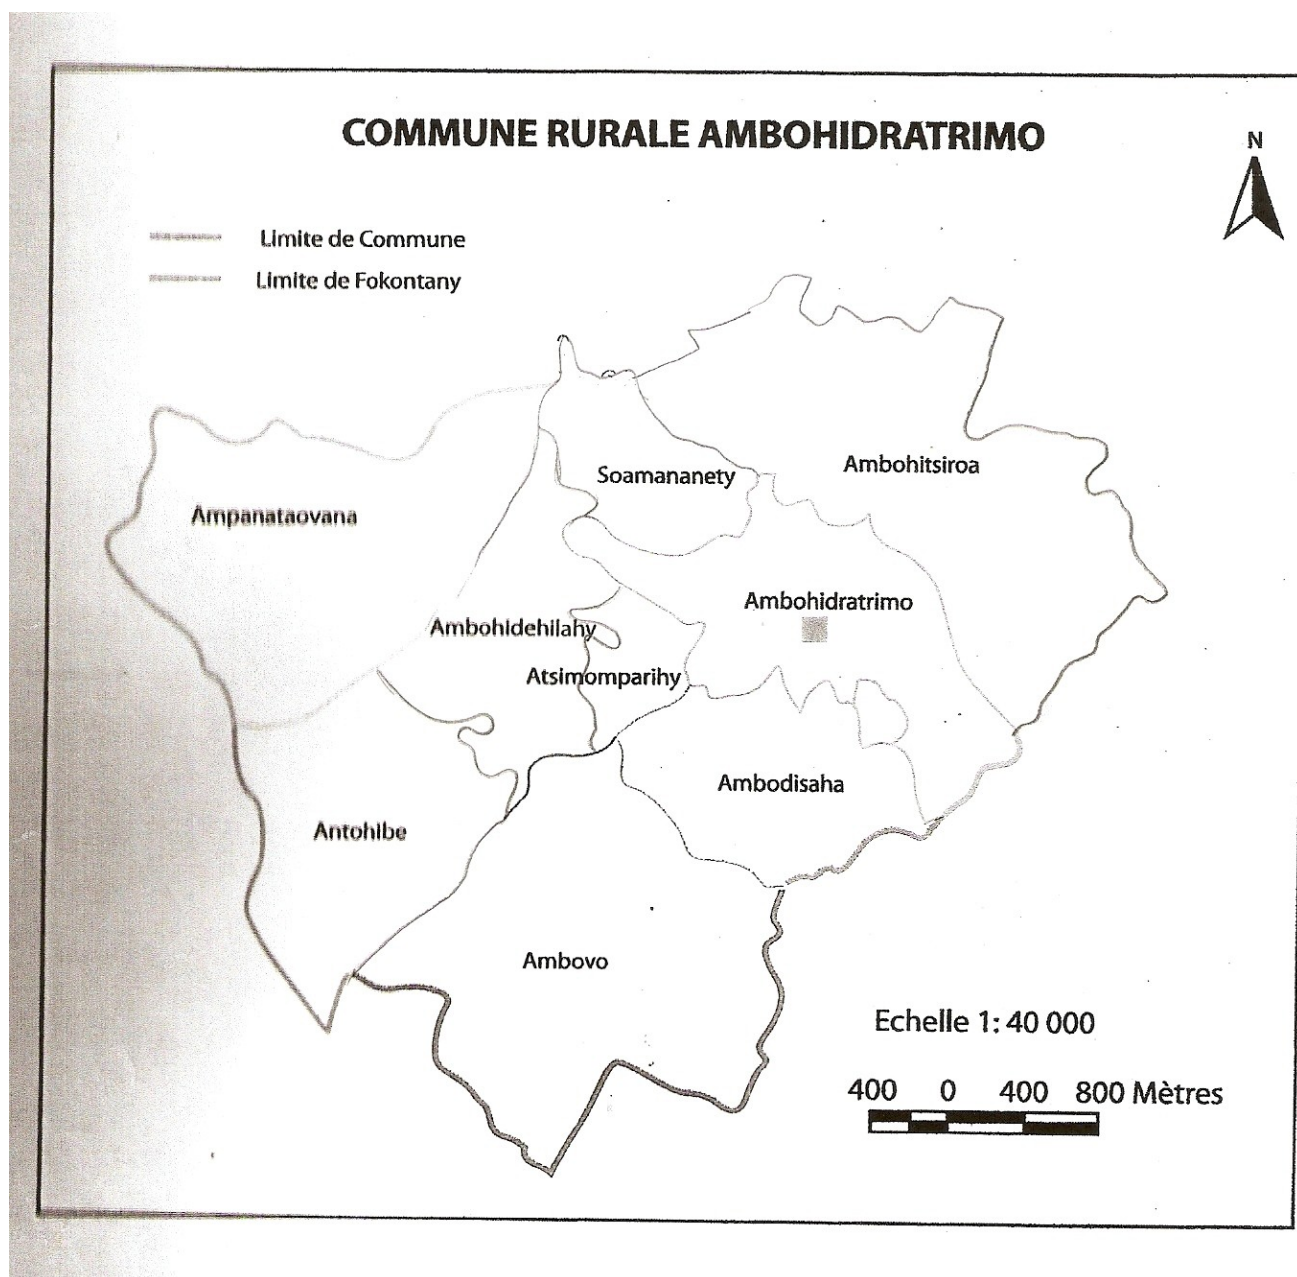 COMMUNE RURALE AMBOHIDRATRIMO
N
Limite de Commune
Limite de Fokontany
Ambohitsiroa
Soamananety
Ampanataovana
Ambohidratrimo
Ambohidehilahy
Atsimomparihy
Ambodisaha
Antohibe
Ambovo
Echelle 1: 40 000
400 0 400 800 Mètres